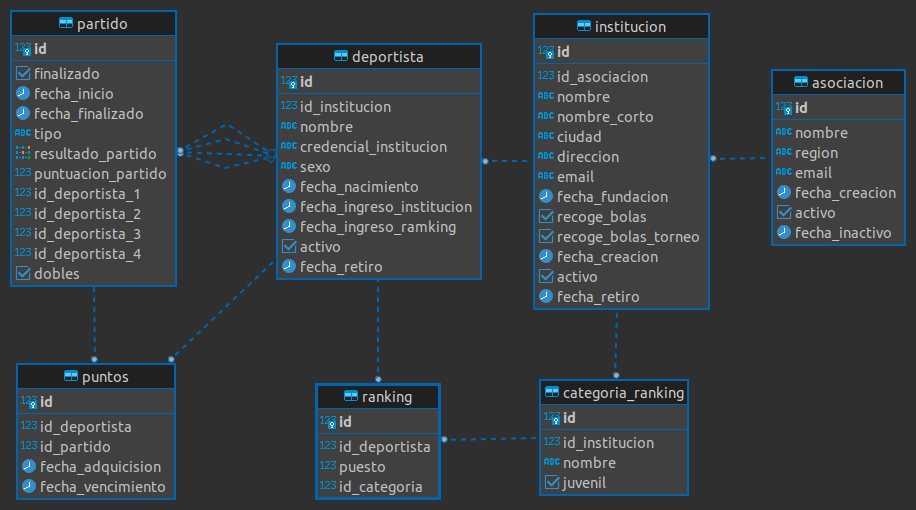 partido
123 id
finalizado
fecha_inicio
fecha_finalizado
ABC tipo
resultado_partido
123 puntuacion_partido
123 id_deportista_1
123 id_deportista_2
123 id_deportista_3
123 id_deportista_4
dobles
deportista
123 id
123 id_institucion
ABC nombre
ABC credencial_institucion
ABC sexo
fecha_nacimiento
fecha_ingreso_institucion
fecha_ingreso_ranking
activo
fecha_retiro
institucion
123 id
123 id_asociacion
ABC nombre
ABC nombre_corto
ABC ciudad
ABC direccion
ABC email
fecha_fundacion
recoge_bolas
recoge_bolas_torneo
fecha_creacion
activo
fecha_retiro
asociacion
123 id
ABC nombre
ABC region
ABC email
fecha_creacion
activo
fecha_inactivo
puntos
123 id
123 id_deportista
123 id_partido
fecha_adquicision
fecha_vencimiento
ranking
123 id
123 id_deportista
123 puesto
123 id_categoria
categoria_ranking
123 id
123 id_institucion
ABC nombre
juvenil